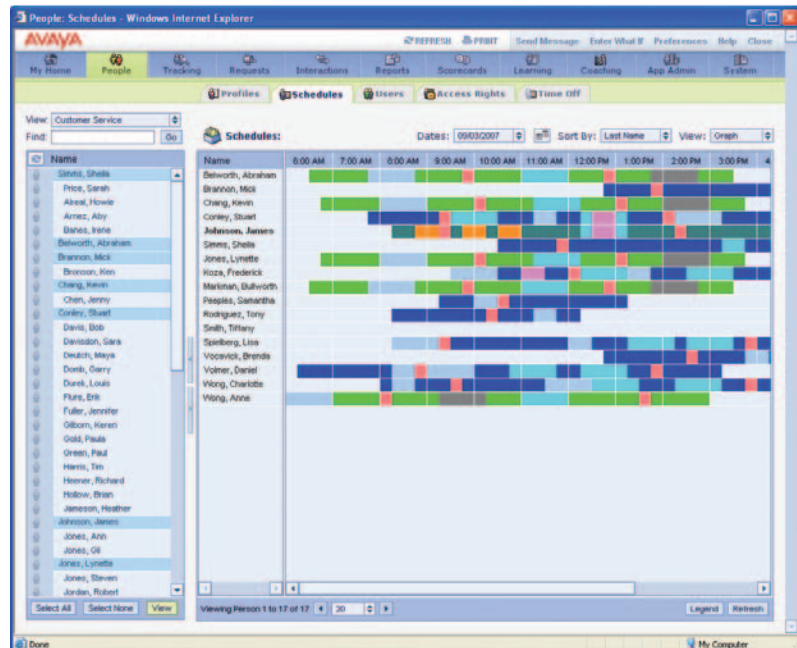 People: Schedules - Windows Internet Explorer
AVAYA
REFRESH PRINT Send Message Enter What If Preferences Help Close
My Home People Tracking Requests Interactions Reports Scorecards Learning Coaching App Admin System
Profiles Schedules Users Access Rights Time Off
View: Customer Service
Find: Go
Schedules: Dates: 09/03/2007 Sort By: Last Name View: Graph
Name
Simms, Sheila
Price, Sarah
Abreal, Howie
Arnez, Aby
Banes, Irene
Belworth, Abraham
Brannon, Mick
Bronson, Ken
Chang, Kevin
Chen, Jenny
Conley, Stuart
Davis, Bob
Davisdon, Sara
Deutch, Maya
Domb, Garry
Durek, Louis
Flure, Erik
Fuller, Jennifer
Gilborn, Keren
Gold, Paula
Green, Paul
Harris, Tim
Heener, Richard
Hollow, Brian
Jameson, Heather
Johnson, James
Jones, Ann
Jones, Gil
Jones, Lynette
Jones, Steven
Jordan, Robert
Select All Select None View
Name 6:00 AM 7:00 AM 8:00 AM 9:00 AM 10:00 AM 11:00 AM 12:00 PM 1:00 PM 2:00 PM 3:00 PM 4
Belworth, Abraham
Brannon, Mick
Chang, Kevin
Conley, Stuart
Johnson, James
Simms, Sheila
Jones, Lynette
Koza, Frederick
Markman, Bullworth
Peeples, Samantha
Rodriguez, Tony
Smith, Tiffany
Spielberg, Lisa
Vocavick, Brenda
Volmer, Daniel
Wong, Charlotte
Wong, Anne
Viewing Person 1 to 17 of 17 20 Legend Refresh
Done My Computer